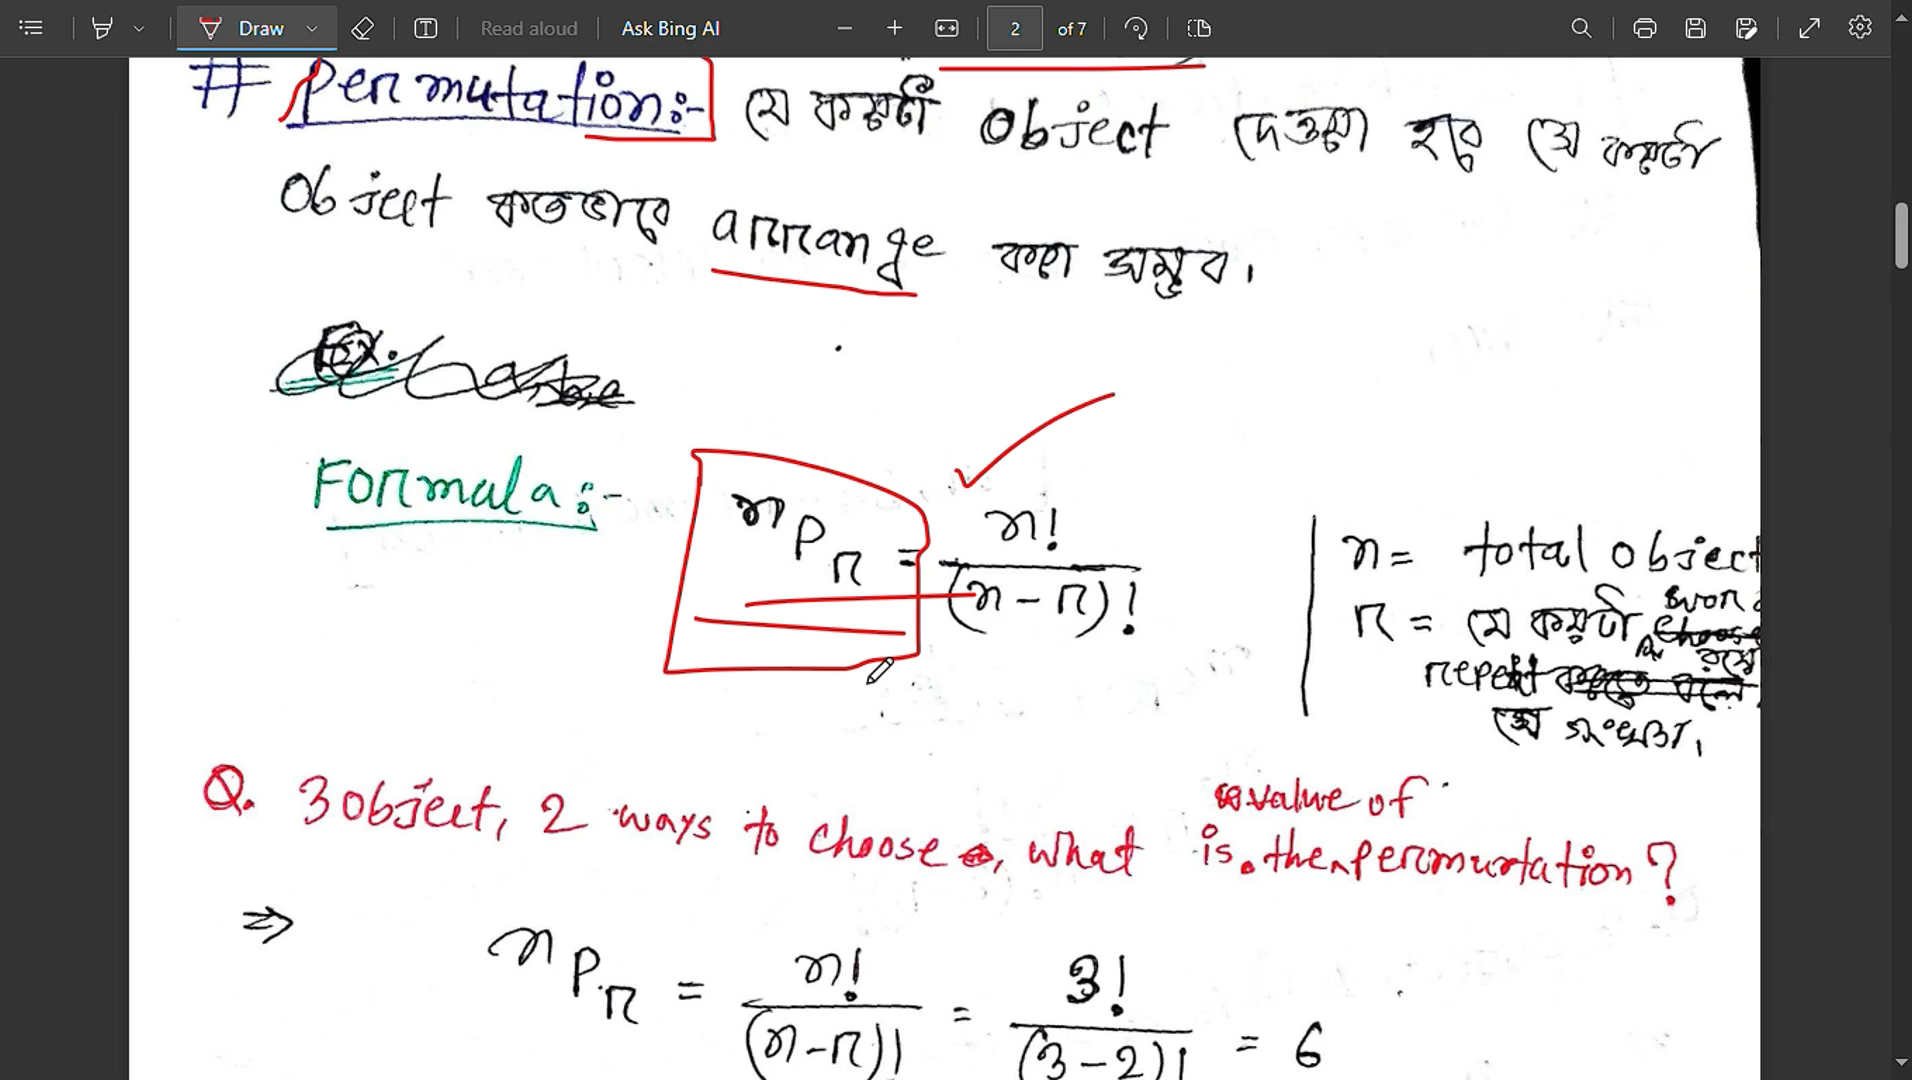 Draw
Read aloud
Ask Bing AI
2 of 7
# Permutation:- যে কয়টা Object দেওয়া হবে সে কয়টা
Object কতভাবে arrange করা সম্ভব।
Ex.
Formula:-
nPr = n! / (n-r)!
n = total object
r = যে কয়টা
repeat
সে সংখ্যা।
Q. 3 object, 2 ways to choose, what is the value of permurtation?
⇒ nPr = n! / (n-r)! = 3! / (3-2)! = 6